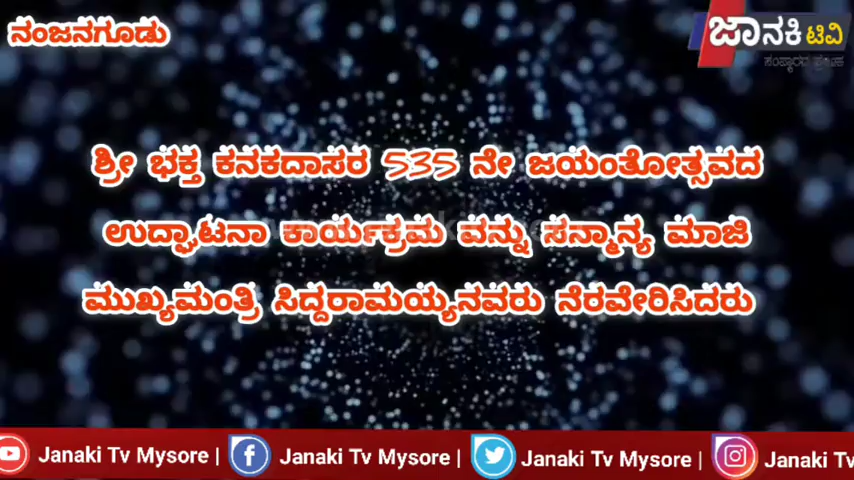 ನಂಜನಗೂಡು
ಜಾನಕಿ ಟಿವಿ
ಶ್ರೀ ಭಕ್ತ ಕನಕದಾಸರ 535 ನೇ ಜಯಂತೋತ್ಸವದ
ಉದ್ಘಾಟನಾ ಕಾರ್ಯಕ್ರಮ ವನ್ನು ಸನ್ಮಾನ್ಯ ಮಾಜಿ
ಮುಖ್ಯಮಂತ್ರಿ ಸಿದ್ದರಾಮಯ್ಯನವರು ನೆರವೇರಿಸಿದರು
Janaki Tv Mysore | Janaki Tv Mysore | Janaki Tv Mysore | Janaki Tv